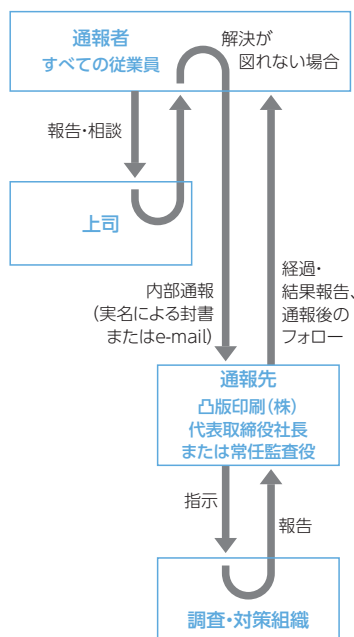 通報者
すべての従業員
解決が
図れない場合
報告・相談
上司
内部通報
（実名による封書
またはe-mail）
経過・
結果報告、
通報後の
フォロー
通報先
凸版印刷（株）
代表取締役社長
または常任監査役
指示
報告
調査・対策組織